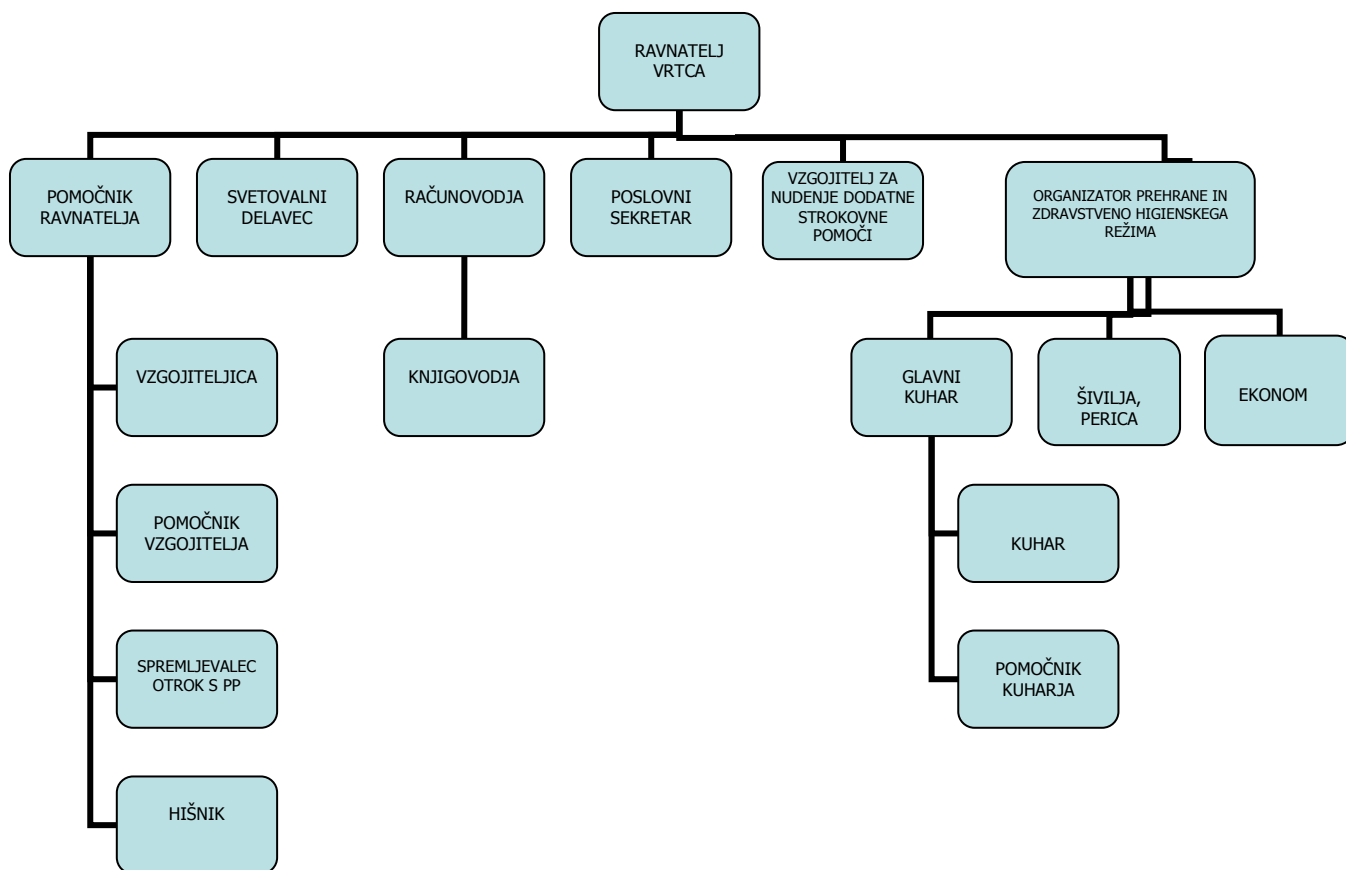 RAVNATELJ
VRTCA
POMOČNIK
RAVNATELJA
SVETOVALNI
DELAVEC
RAČUNOVODJA
POSLOVNI
SEKRETAR
VZGOJITELJ ZA
NUDENJE DODATNE
STROKOVNE
POMOČI
ORGANIZATOR PREHRANE IN
ZDRAVSTVENO HIGIENSKEGA
REŽIMA
VZGOJITELJICA
KNJIGOVODJA
GLAVNI
KUHAR
ŠIVILJA,
PERICA
EKONOM
POMOČNIK
VZGOJITELJA
KUHAR
SPREMLJEVALEC
OTROK S PP
POMOČNIK
KUHARJA
HIŠNIK